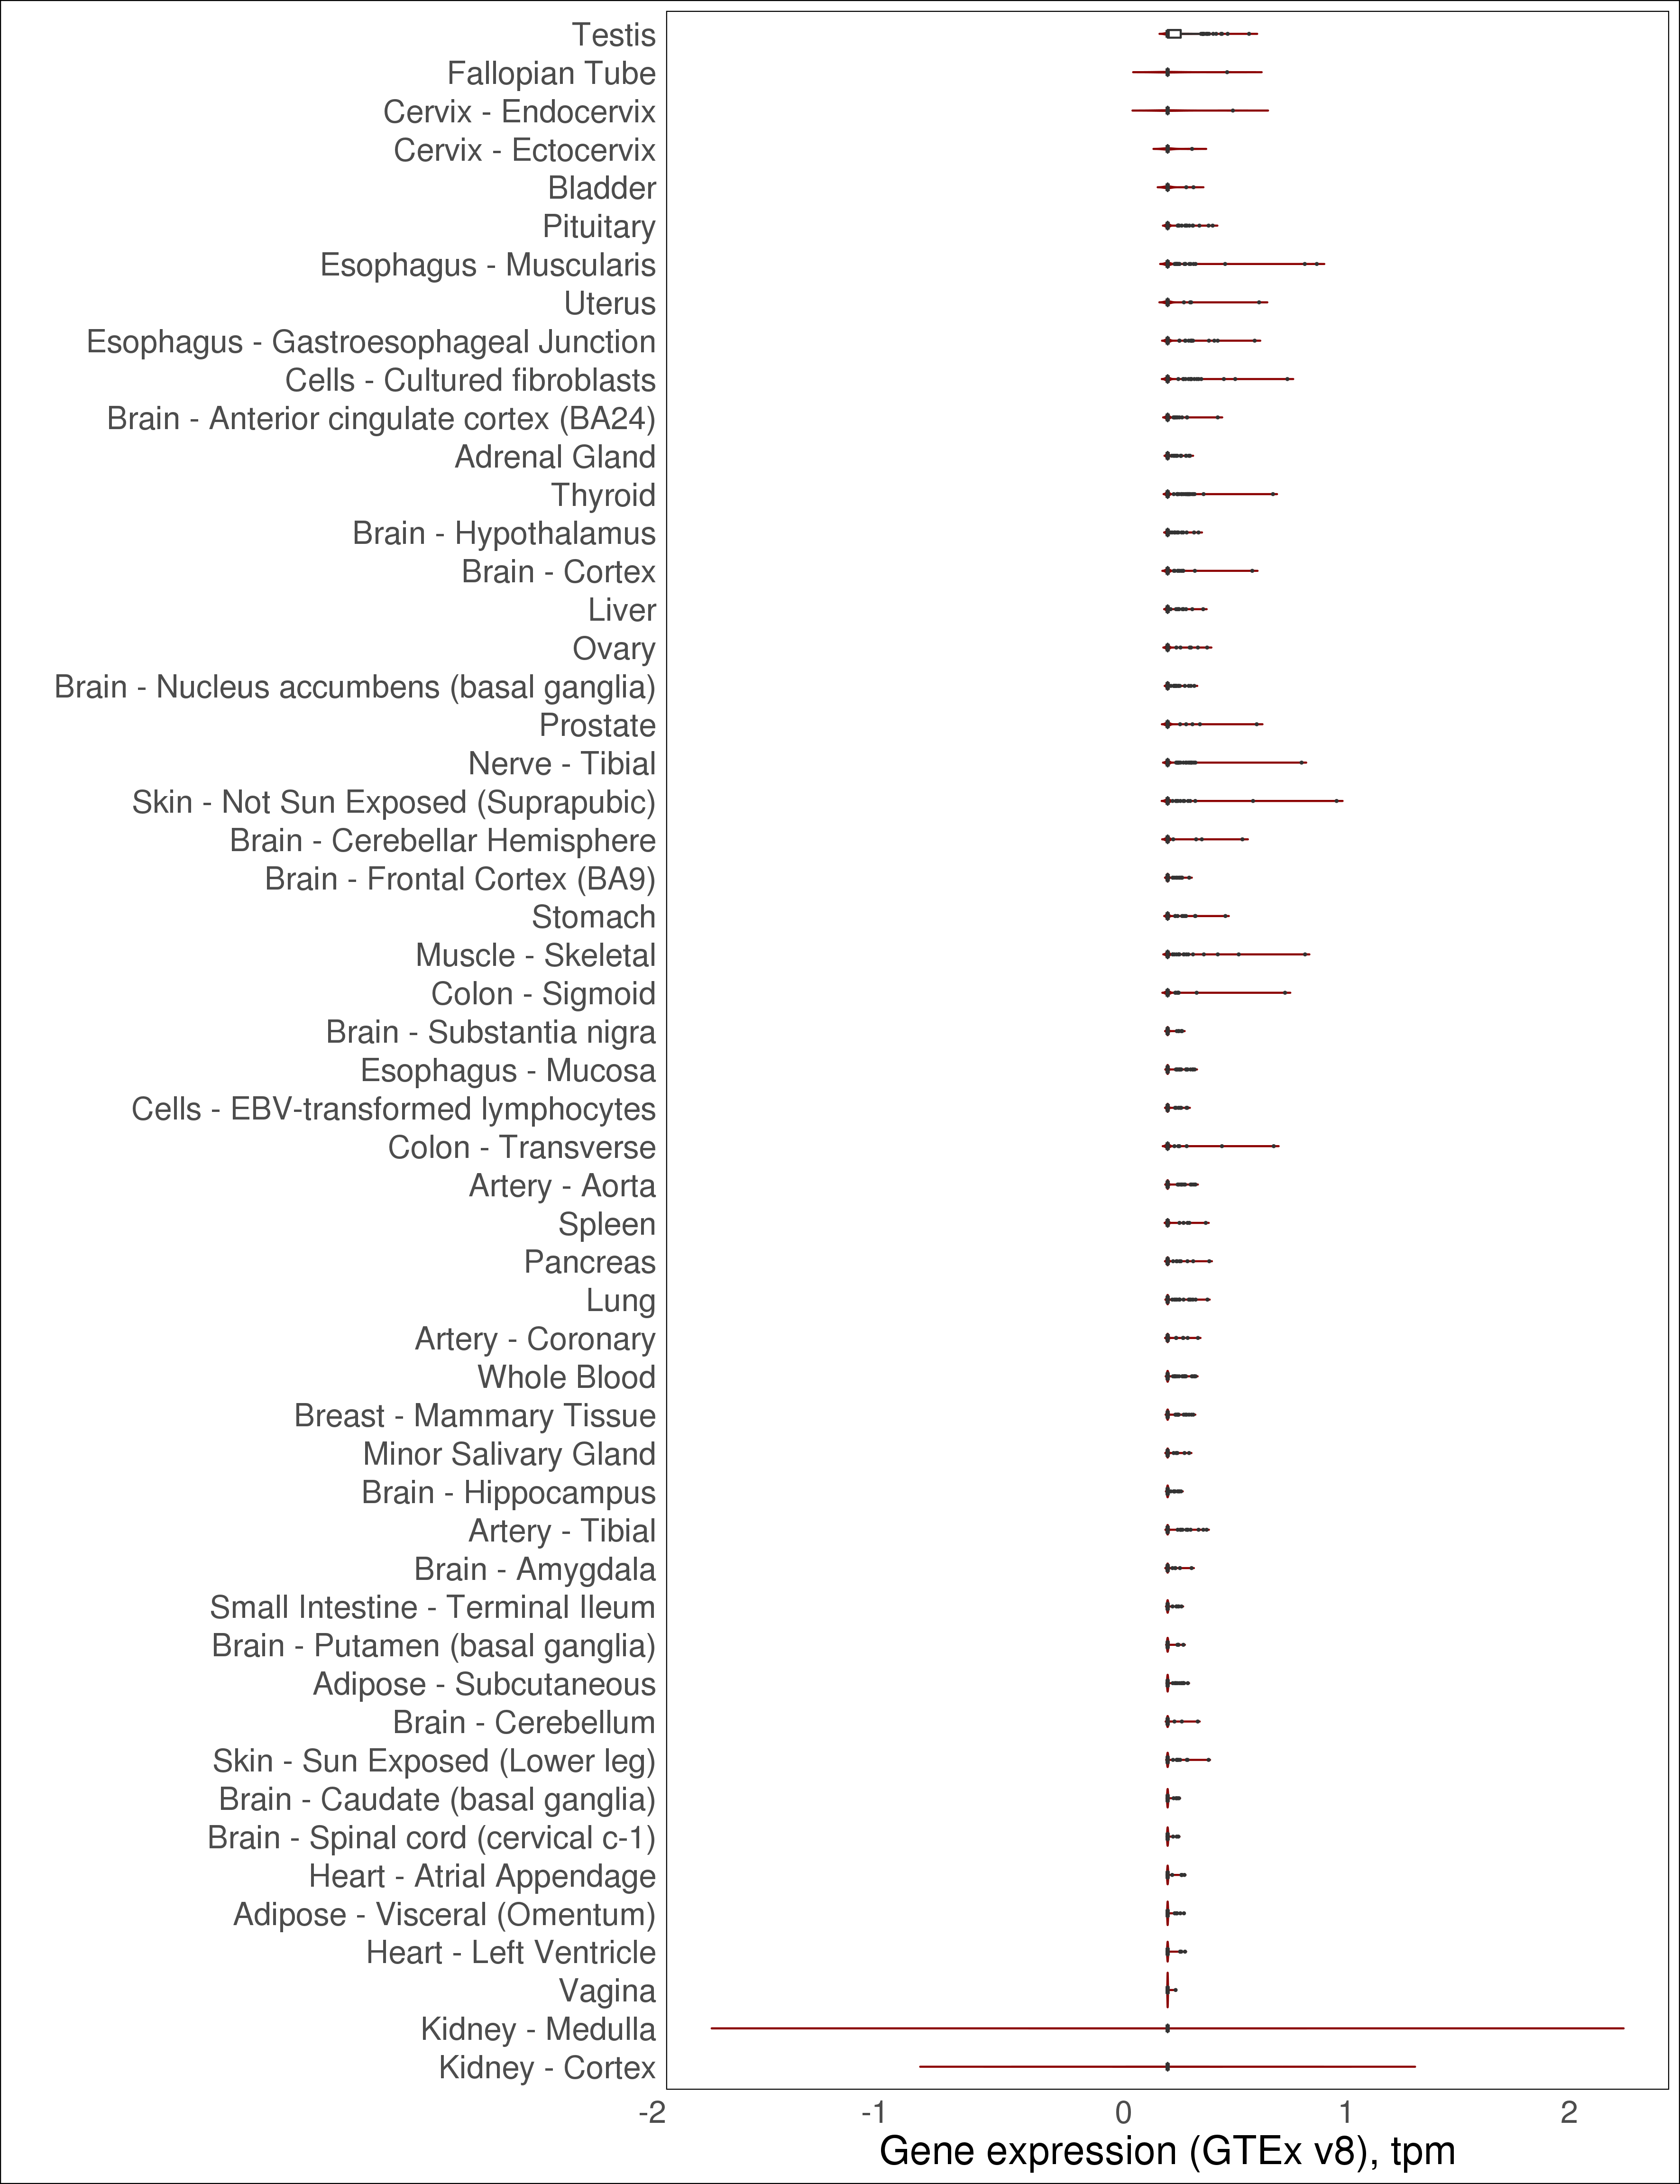 Testis
Fallopian Tube
Cervix - Endocervix
Cervix - Ectocervix
Bladder
Pituitary
Esophagus - Muscularis
Uterus
Esophagus - Gastroesophageal Junction
Cells - Cultured fibroblasts
Brain - Anterior cingulate cortex (BA24)
Adrenal Gland
Thyroid
Brain - Hypothalamus
Brain - Cortex
Liver
Ovary
Brain - Nucleus accumbens (basal ganglia)
Prostate
Nerve - Tibial
Skin - Not Sun Exposed (Suprapubic)
Brain - Cerebellar Hemisphere
Brain - Frontal Cortex (BA9)
Stomach
Muscle - Skeletal
Colon - Sigmoid
Brain - Substantia nigra
Esophagus - Mucosa
Cells - EBV-transformed lymphocytes
Colon - Transverse
Artery - Aorta
Spleen
Pancreas
Lung
Artery - Coronary
Whole Blood
Breast - Mammary Tissue
Minor Salivary Gland
Brain - Hippocampus
Artery - Tibial
Brain - Amygdala
Small Intestine - Terminal Ileum
Brain - Putamen (basal ganglia)
Adipose - Subcutaneous
Brain - Cerebellum
Skin - Sun Exposed (Lower leg)
Brain - Caudate (basal ganglia)
Brain - Spinal cord (cervical c-1)
Heart - Atrial Appendage
Adipose - Visceral (Omentum)
Heart - Left Ventricle
Vagina
Kidney - Medulla
Kidney - Cortex
-2 -1 0 1 2
Gene expression (GTEx v8), tpm